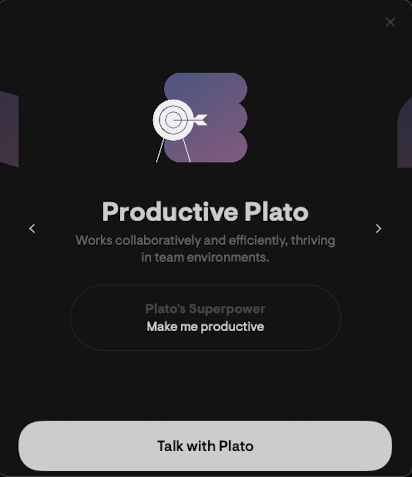 Productive Plato
Works collaboratively and efficiently, thriving
in team environments.
Plato's Superpower
Make me productive
Talk with Plato